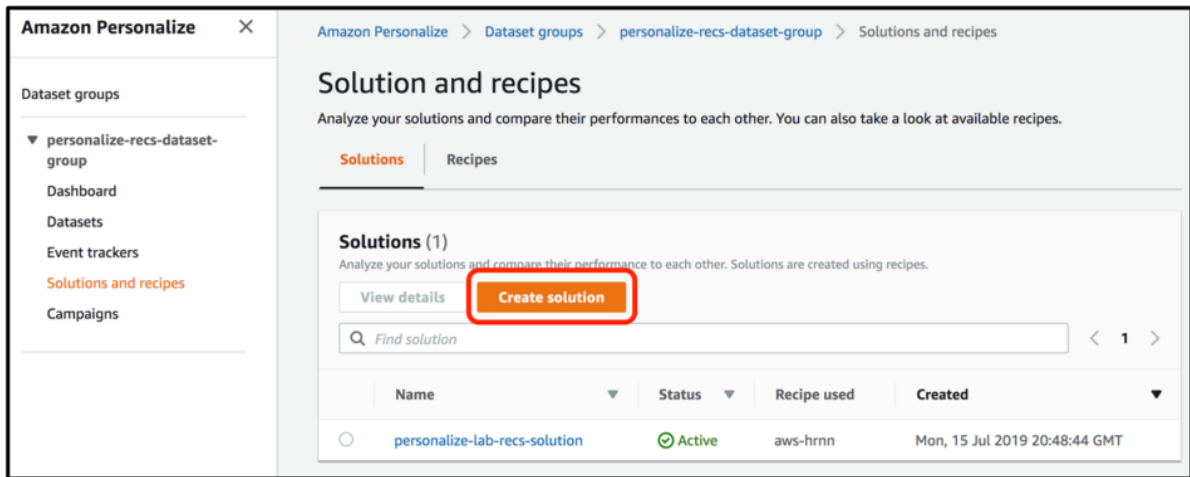 Amazon Personalize
Dataset groups
personalize-recs-dataset-
group
Dashboard
Datasets
Event trackers
Solutions and recipes
Campaigns
Amazon Personalize > Dataset groups > personalize-recs-dataset-group > Solutions and recipes
Solution and recipes
Analyze your solutions and compare their performances to each other. You can also take a look at available recipes.
Solutions Recipes
Solutions (1)
Analyze your solutions and compare their performance to each other. Solutions are created using recipes.
View details Create solution
Find solution 1
Name Status Recipe used Created
personalize-lab-recs-solution Active aws-hrnn Mon, 15 Jul 2019 20:48:44 GMT